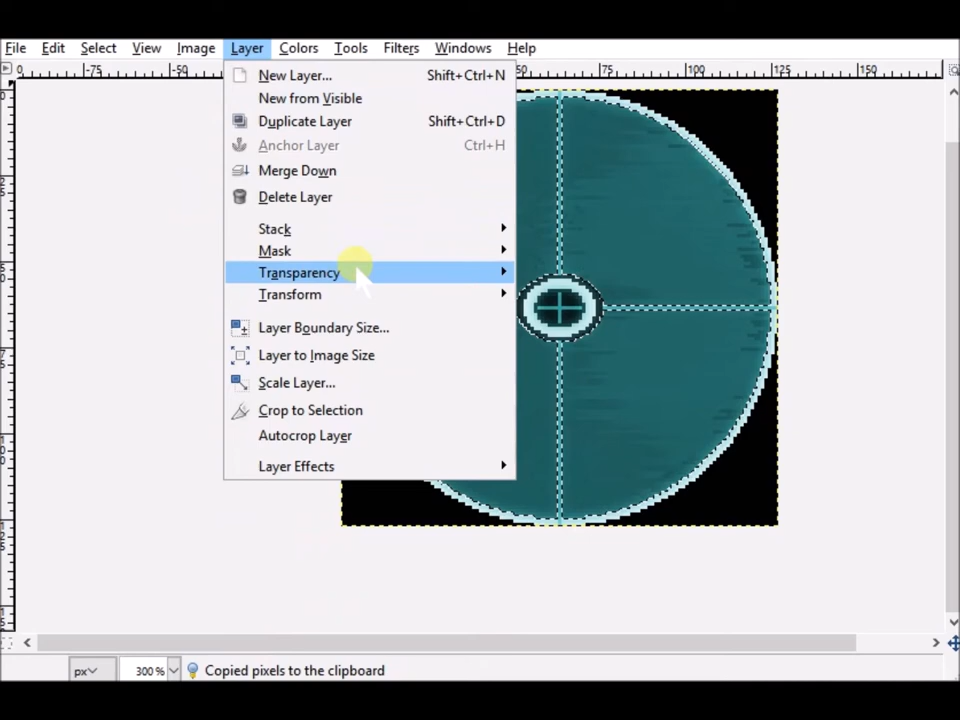 File Edit Select View Image Layer Colors Tools Filters Windows Help
-75 -50 50 75 100 125 150
New Layer... Shift+Ctrl+N
New from Visible
Duplicate Layer Shift+Ctrl+D
Anchor Layer Ctrl+H
Merge Down
Delete Layer
Stack
Mask
Transparency
Transform
Layer Boundary Size...
Layer to Image Size
Scale Layer...
Crop to Selection
Autocrop Layer
Layer Effects
px 300 % Copied pixels to the clipboard